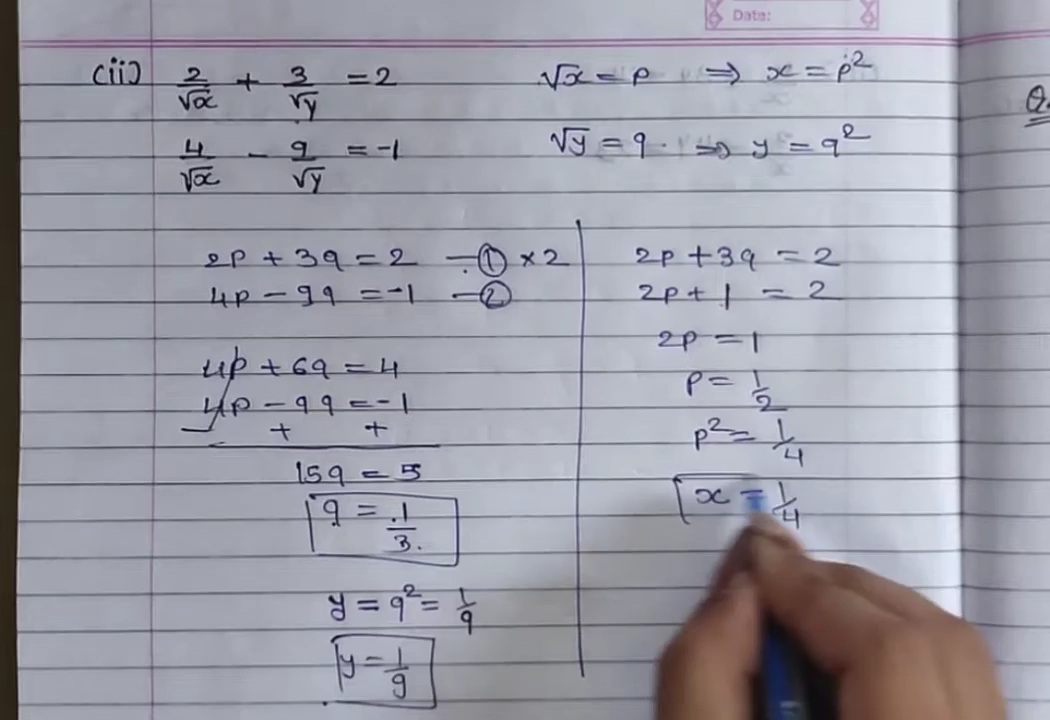 Date:
(ii) 2/√x + 3/√y = 2
4/√x - 9/√y = -1
√x = p ⇒ x = p²
√y = q. ⇒ y = q²
2p + 3q = 2 — ① × 2
4p - 9q = -1 — ②
4p + 6q = 4
4p - 9q = -1
— + +
15q = 5
q = 1/3.
y = q² = 1/9
y = 1/9
2p + 3q = 2
2p + 1 = 2
2p = 1
p = 1/2
p² = 1/4
x = 1/4
Q.